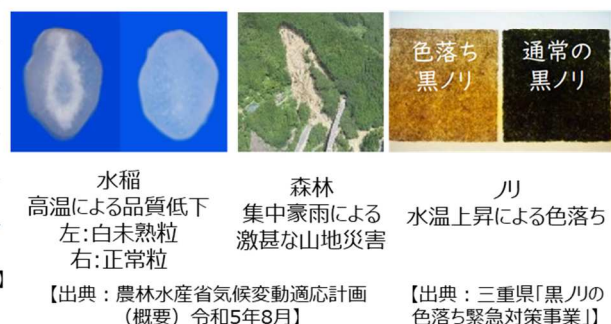 色落ち
黒ノリ
通常の
黒ノリ
水稲
高温による品質低下
左:白未熟粒
右:正常粒
森林
集中豪雨による
激甚な山地災害
ノリ
水温上昇による色落ち
】
【出典：農林水産省気候変動適応計画
（概要）令和5年8月】
【出典：三重県「黒ノリの
色落ち緊急対策事業」】